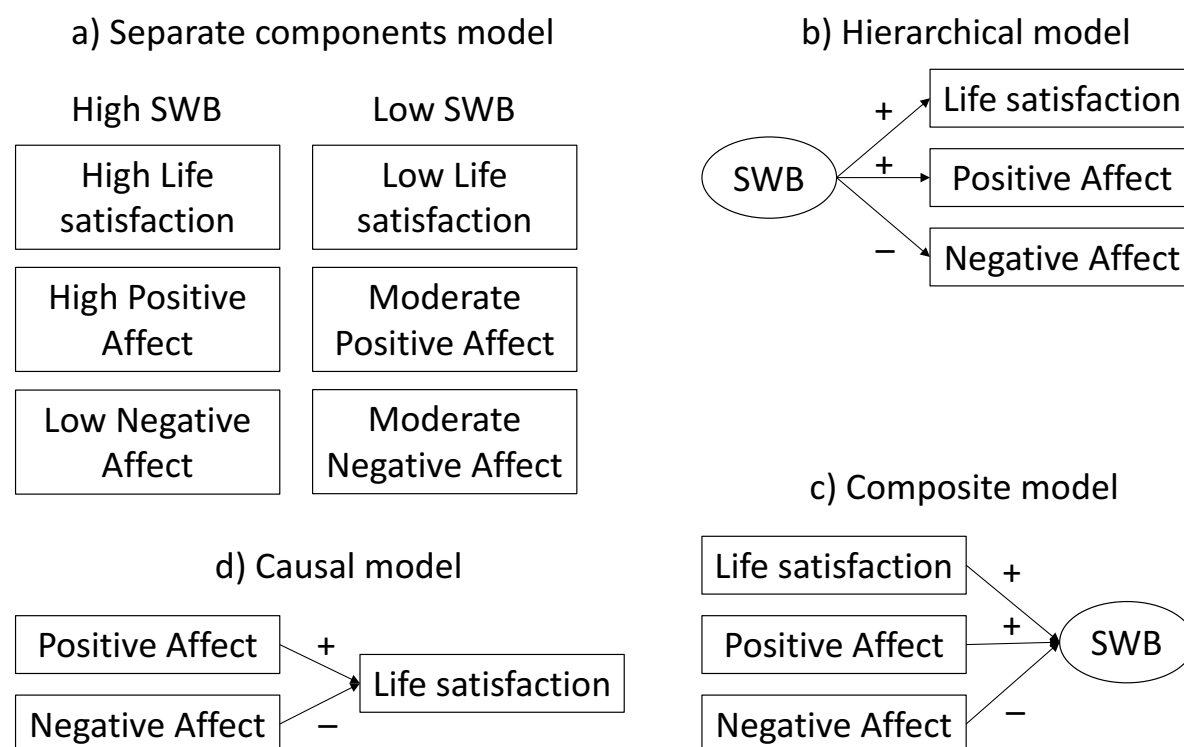 a) Separate components model
High SWB
Low SWB
High Life
satisfaction
Low Life
satisfaction
High Positive
Affect
Moderate
Positive Affect
Low Negative
Affect
Moderate
Negative Affect
b) Hierarchical model
SWB
+
+
–
Life satisfaction
Positive Affect
Negative Affect
c) Composite model
Life satisfaction
Positive Affect
Negative Affect
+
+
–
SWB
d) Causal model
Positive Affect
Negative Affect
+
–
Life satisfaction